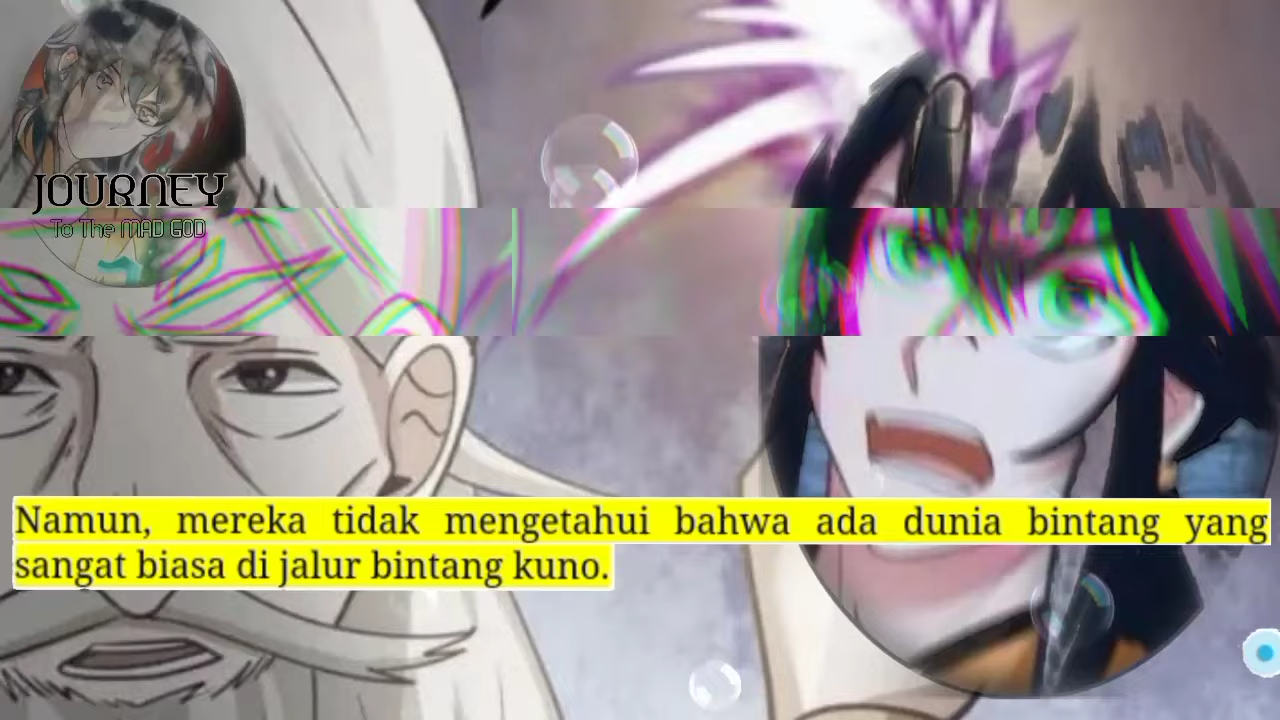 JOURNEY
To The MAD GOD
Namun, mereka tidak mengetahui bahwa ada dunia bintang yang
sangat biasa di jalur bintang kuno.